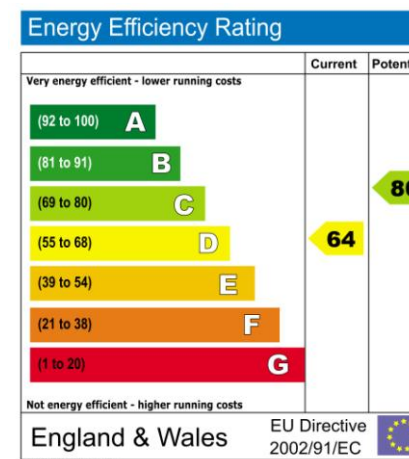 Energy Efficiency Rating
Current
Very energy efficient - lower running costs
(92 to 100) A
(81 to 91) B
(69 to 80) C
(55 to 68) D
64
(39 to 54) E
(21 to 38) F
(1 to 20) G
Not energy efficient - higher running costs
England & Wales
EU Directive
2002/91/EC